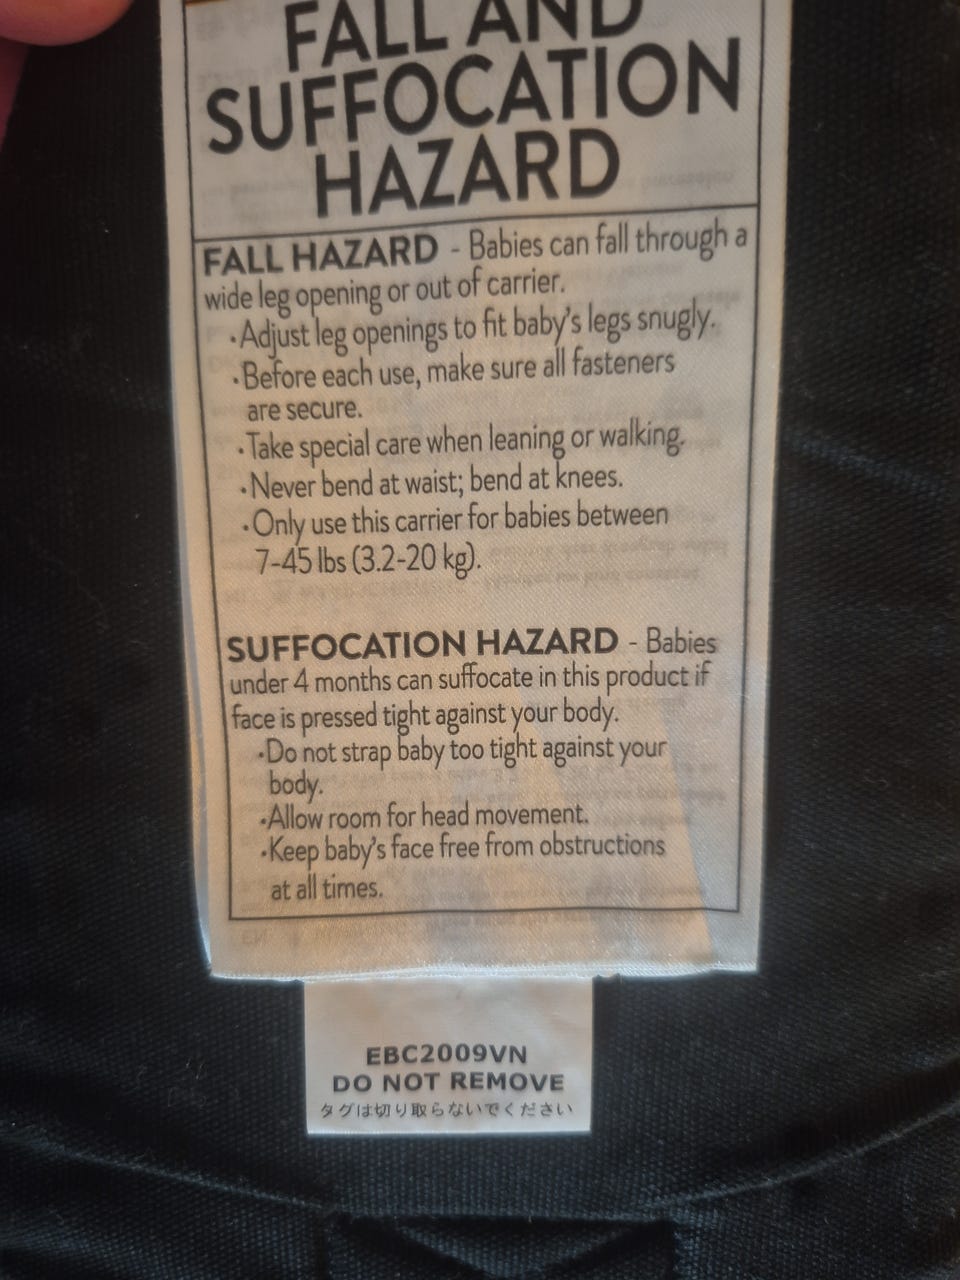 FALL AND
SUFFOCATION
HAZARD
FALL HAZARD - Babies can fall through a
wide leg opening or out of carrier.
•Adjust leg openings to fit baby's legs snugly.
•Before each use, make sure all fasteners
are secure.
•Take special care when leaning or walking.
•Never bend at waist; bend at knees.
•Only use this carrier for babies between
7-45 lbs (3.2-20 kg).
SUFFOCATION HAZARD - Babies
under 4 months can suffocate in this product if
face is pressed tight against your body.
•Do not strap baby too tight against your
body.
•Allow room for head movement.
•Keep baby's face free from obstructions
at all times.
EBC2009VN
DO NOT REMOVE
タグは切り取らないでください